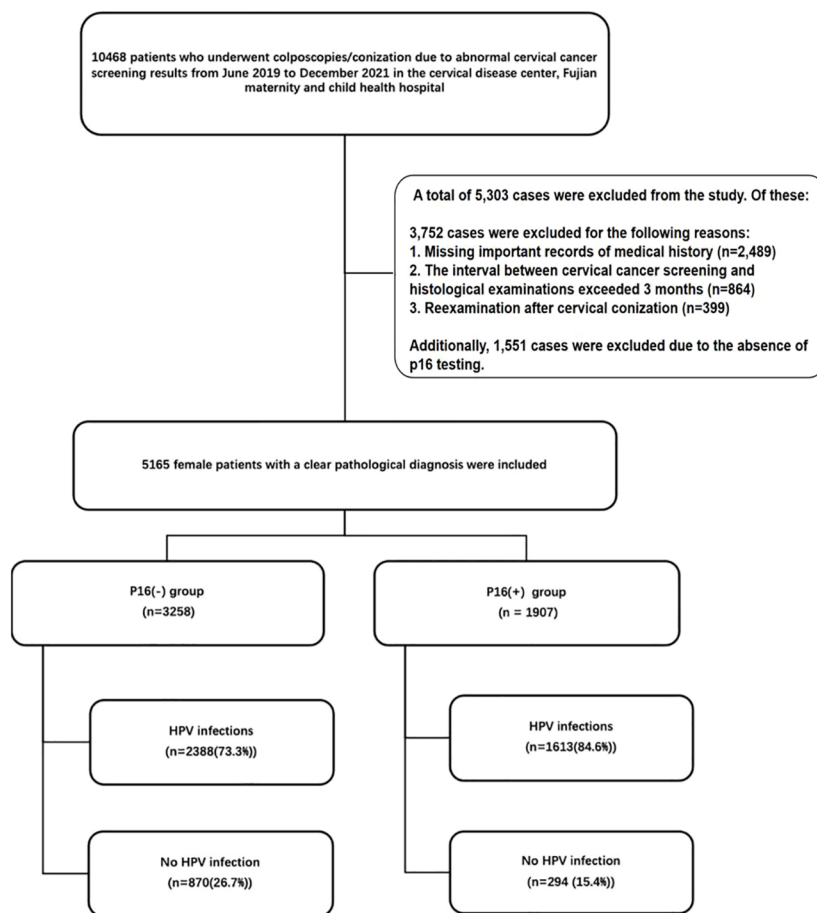 10468 patients who underwent colposcopies/conization due to abnormal cervical cancer
screening results from June 2019 to December 2021 in the cervical disease center, Fujian
maternity and child health hospital
A total of 5,303 cases were excluded from the study. Of these:
3,752 cases were excluded for the following reasons:
1. Missing important records of medical history (n=2,489)
2. The interval between cervical cancer screening and
histological examinations exceeded 3 months (n=864)
3. Reexamination after cervical conization (n=399)
Additionally, 1,551 cases were excluded due to the absence of
p16 testing.
5165 female patients with a clear pathological diagnosis were included
P16(-) group
(n=3258)
P16(+) group
(n = 1907)
HPV infections
(n=2388(73.3%))
HPV infections
(n=1613(84.6%))
No HPV infection
(n=870(26.7%))
No HPV infection
(n=294 (15.4%))